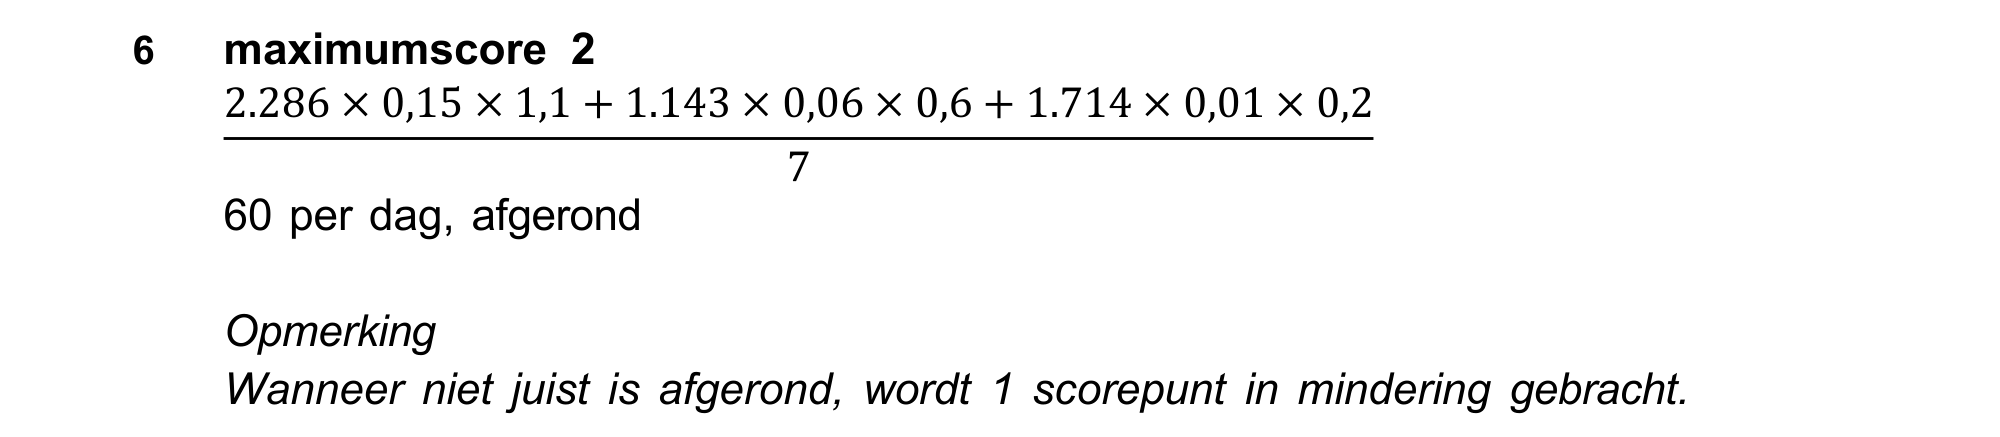 6 maximumscore 2
2.286 × 0,15 × 1,1 + 1.143 × 0,06 × 0,6 + 1.714 × 0,01 × 0,2
7
60 per dag, afgerond
Opmerking
Wanneer niet juist is afgerond, wordt 1 scorepunt in mindering gebracht.